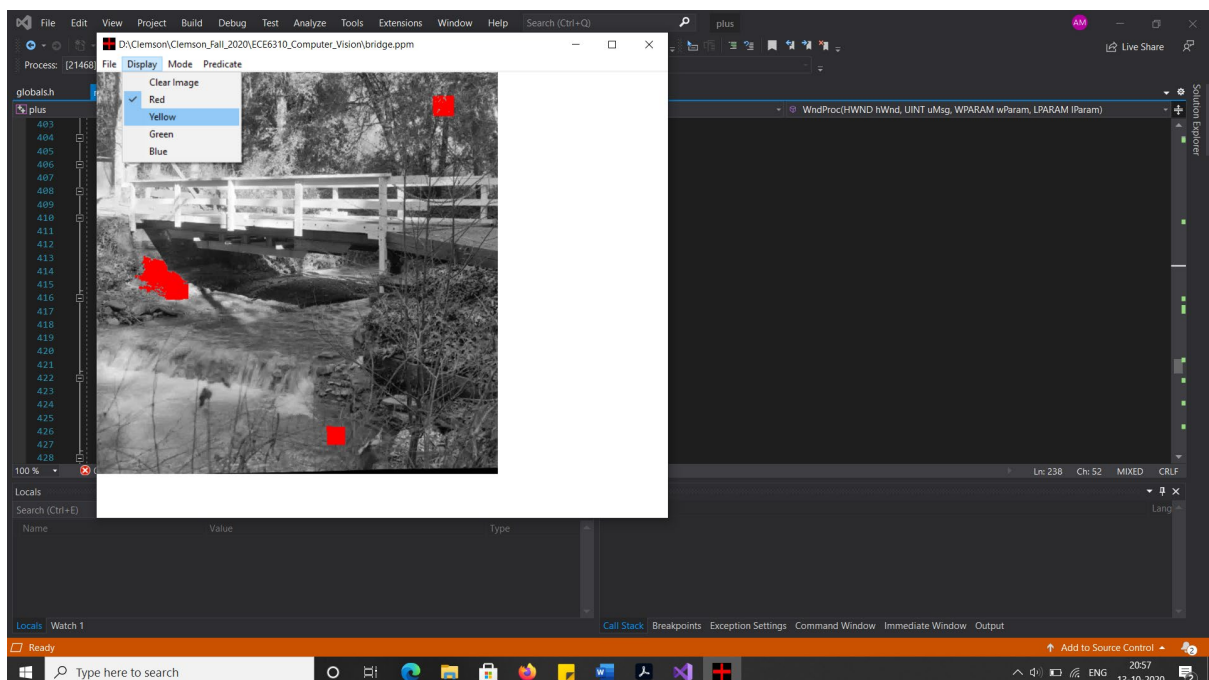 File Edit View Project Build Debug Test Analyze Tools Extensions Window Help Search (Ctrl+Q) plus AM
D:\Clemson\Clemson_Fall_2020\ECE6310_Computer_Vision\bridge.ppm
Live Share
Process: [21468]
File Display Mode Predicate
Clear Image
Red
Yellow
Green
Blue
globals.h
plus
WndProc(HWND hWnd, UINT uMsg, WPARAM wParam, LPARAM lParam)
Solution Explorer
403
404
405
406
407
408
409
410
411
412
413
414
415
416
417
418
419
420
421
422
423
424
425
426
427
428
100 %
Ln: 238 Ch: 52 MIXED CRLF
Locals
Search (Ctrl+E)
Lang
Name Value Type
Locals Watch 1
Call Stack Breakpoints Exception Settings Command Window Immediate Window Output
Ready
Add to Source Control
2
Type here to search
ENG
20:57
13-10-2020